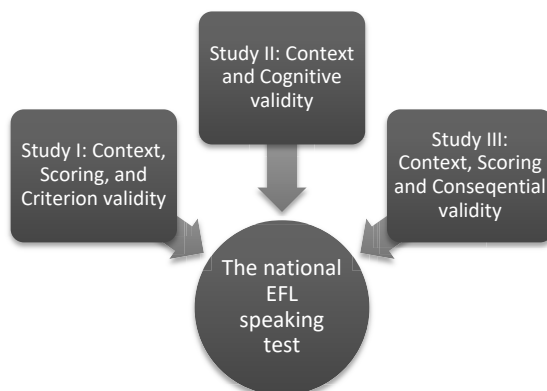 Study II: Context
and Cognitive
validity
Study I: Context,
Scoring, and
Criterion validity
Study III:
Context, Scoring
and Conseqential
validity
The national
EFL
speaking
test